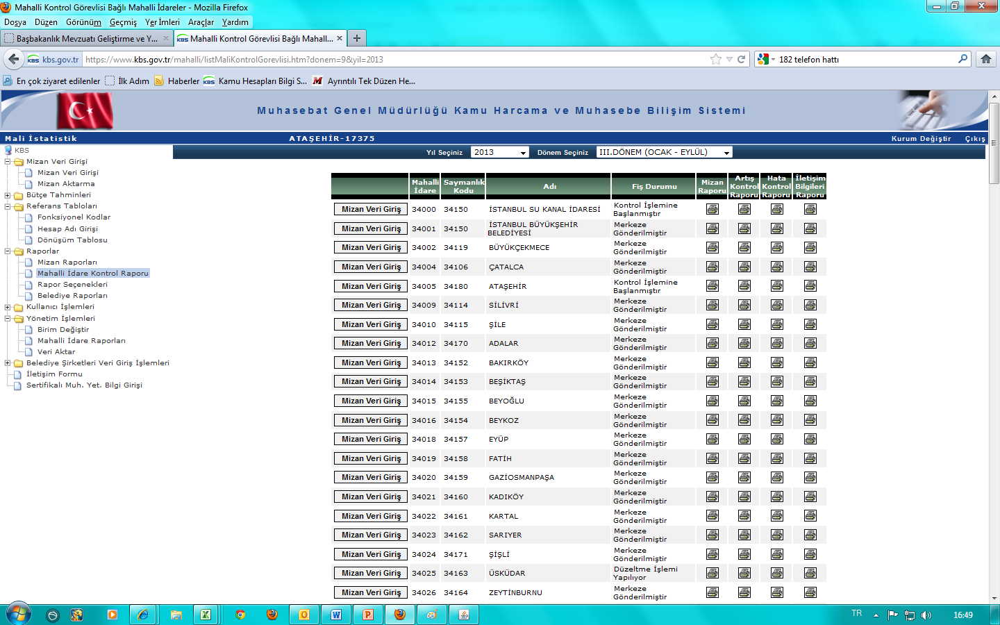 Mahalli Kontrol Görevlisi Bağlı Mahalli İdareler - Mozilla Firefox
Dosya Düzen Görünüm Geçmiş Yer İmleri Araçlar Yardım
Başbakanlık Mevzuatı Geliştirme ve Y... KBS Mahalli Kontrol Görevlisi Bağlı Mahall...
KBS kbs.gov.tr https://www.kbs.gov.tr/mahalli/listMaliKontrolGorevlisi.htm?donem=9&yil=2013 182 telefon hattı
En çok ziyaret edilenler İlk Adım Haberler KBS Kamu Hesapları Bilgi S... M Ayrıntılı Tek Düzen He...
Muhasebat Genel Müdürlüğü Kamu Harcama ve Muhasebe Bilişim Sistemi
Mali İstatistik ATAŞEHİR-17375 Kurum Değiştir Çıkış
Yıl Seçiniz 2013 Dönem Seçiniz III.DÖNEM (OCAK - EYLÜL)
KBS
Mizan Veri Girişi
Mizan Veri Girişi
Mizan Aktarma
Bütçe Tahminleri
Referans Tabloları
Fonksiyonel Kodlar
Hesap Adı Girişi
Dönüşüm Tablosu
Raporlar
Mizan Raporları
Mahalli İdare Kontrol Raporu
Rapor Seçenekleri
Belediye Raporları
Kullanıcı İşlemleri
Yönetim İşlemleri
Birim Değiştir
Mahalli İdare Raporları
Veri Aktar
Belediye Şirketleri Veri Giriş İşlemleri
İletişim Formu
Sertifikalı Muh. Yet. Bilgi Girişi
Mahalli İdare Saymanlık Kodu Adı Fiş Durumu Mizan Raporu Artış Kontrol Raporu Hata Kontrol Raporu İletişim Bilgileri Raporu
Mizan Veri Giriş 34000 34150 İSTANBUL SU KANAL İDARESİ Kontrol İşlemine Başlanmıştır
Mizan Veri Giriş 34001 34150 İSTANBUL BÜYÜKŞEHİR BELEDİYESİ Merkeze Gönderilmiştir
Mizan Veri Giriş 34002 34119 BÜYÜKÇEKMECE Merkeze Gönderilmiştir
Mizan Veri Giriş 34004 34106 ÇATALCA Merkeze Gönderilmiştir
Mizan Veri Giriş 34005 34180 ATAŞEHİR Kontrol İşlemine Başlanmıştır
Mizan Veri Giriş 34009 34114 SİLİVRİ Merkeze Gönderilmiştir
Mizan Veri Giriş 34010 34115 ŞİLE Merkeze Gönderilmiştir
Mizan Veri Giriş 34012 34170 ADALAR Merkeze Gönderilmiştir
Mizan Veri Giriş 34013 34152 BAKIRKÖY Merkeze Gönderilmiştir
Mizan Veri Giriş 34014 34153 BEŞİKTAŞ Merkeze Gönderilmiştir
Mizan Veri Giriş 34015 34155 BEYOĞLU Merkeze Gönderilmiştir
Mizan Veri Giriş 34016 34154 BEYKOZ Merkeze Gönderilmiştir
Mizan Veri Giriş 34018 34157 EYÜP Merkeze Gönderilmiştir
Mizan Veri Giriş 34019 34158 FATİH Merkeze Gönderilmiştir
Mizan Veri Giriş 34020 34159 GAZİOSMANPAŞA Merkeze Gönderilmiştir
Mizan Veri Giriş 34021 34160 KADIKÖY Merkeze Gönderilmiştir
Mizan Veri Giriş 34022 34161 KARTAL Merkeze Gönderilmiştir
Mizan Veri Giriş 34023 34162 SARIYER Merkeze Gönderilmiştir
Mizan Veri Giriş 34024 34171 ŞİŞLİ Merkeze Gönderilmiştir
Mizan Veri Giriş 34025 34163 ÜSKÜDAR Düzeltme İşlemi Yapılıyor
Mizan Veri Giriş 34026 34164 ZEYTİNBURNU Merkeze Gönderilmiştir
TR 16:49